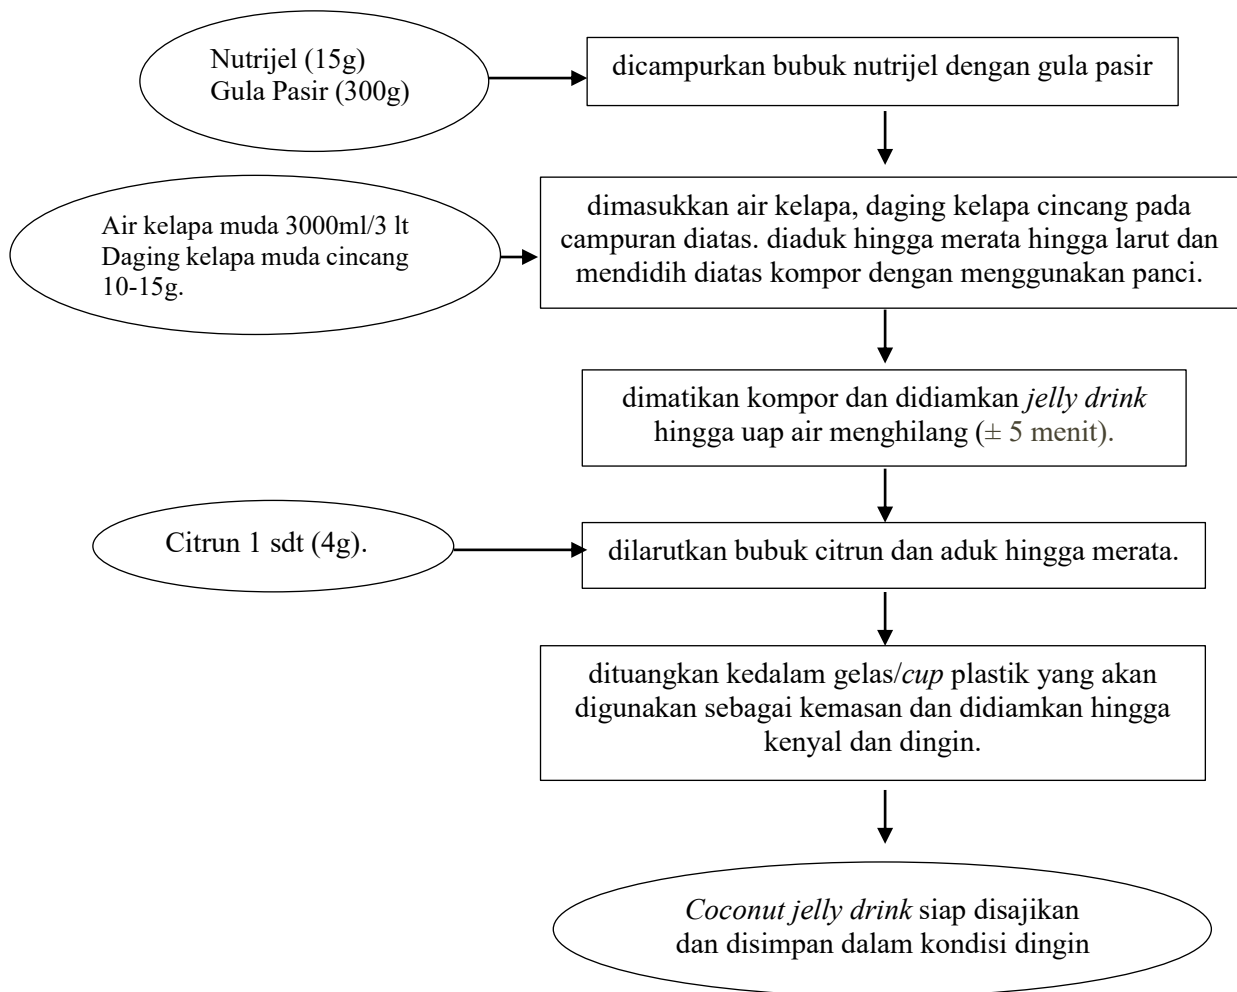 Nutrijel (15g)
Gula Pasir (300g)
dicampurkan bubuk nutrijel dengan gula pasir
Air kelapa muda 3000ml/3 lt
Daging kelapa muda cincang
10-15g.
dimasukkan air kelapa, daging kelapa cincang pada
campuran diatas. diaduk hingga merata hingga larut dan
mendidih diatas kompor dengan menggunakan panci.
dimatikan kompor dan didiamkan jelly drink
hingga uap air menghilang (± 5 menit).
Citrun 1 sdt (4g).
dilarutkan bubuk citrun dan aduk hingga merata.
dituangkan kedalam gelas/cup plastik yang akan
digunakan sebagai kemasan dan didiamkan hingga
kenyal dan dingin.
Coconut jelly drink siap disajikan
dan disimpan dalam kondisi dingin